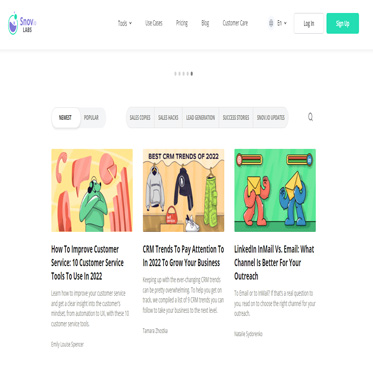 Snov.io
LABS
Tools
Use Cases
Pricing
Blog
Customer Care
En
Log In
Sign Up
NEWEST
POPULAR
SALES COPIES
SALES HACKS
LEAD GENERATION
SUCCESS STORIES
SNOV.IO UPDATES
BEST CRM TRENDS OF 2022
How To Improve Customer
Service: 10 Customer Service
Tools To Use In 2022
Learn how to improve your customer service
and get a clear insight into the customer's
mindset, from automation to UX, with these 10
customer service tools.
Emily Louise Spencer
CRM Trends To Pay Attention To
In 2022 To Grow Your Business
Keeping up with the ever-changing CRM trends
can be pretty overwhelming. To help you get on
track, we compiled a list of 9 CRM trends you can
follow to take your business to the next level.
Tamara Zhostka
LinkedIn InMail Vs. Email: What
Channel Is Better For Your
Outreach
To Email or to InMail? If that's a real question to
you, read on to choose the right channel for your
outreach.
Natalie Sydorenko